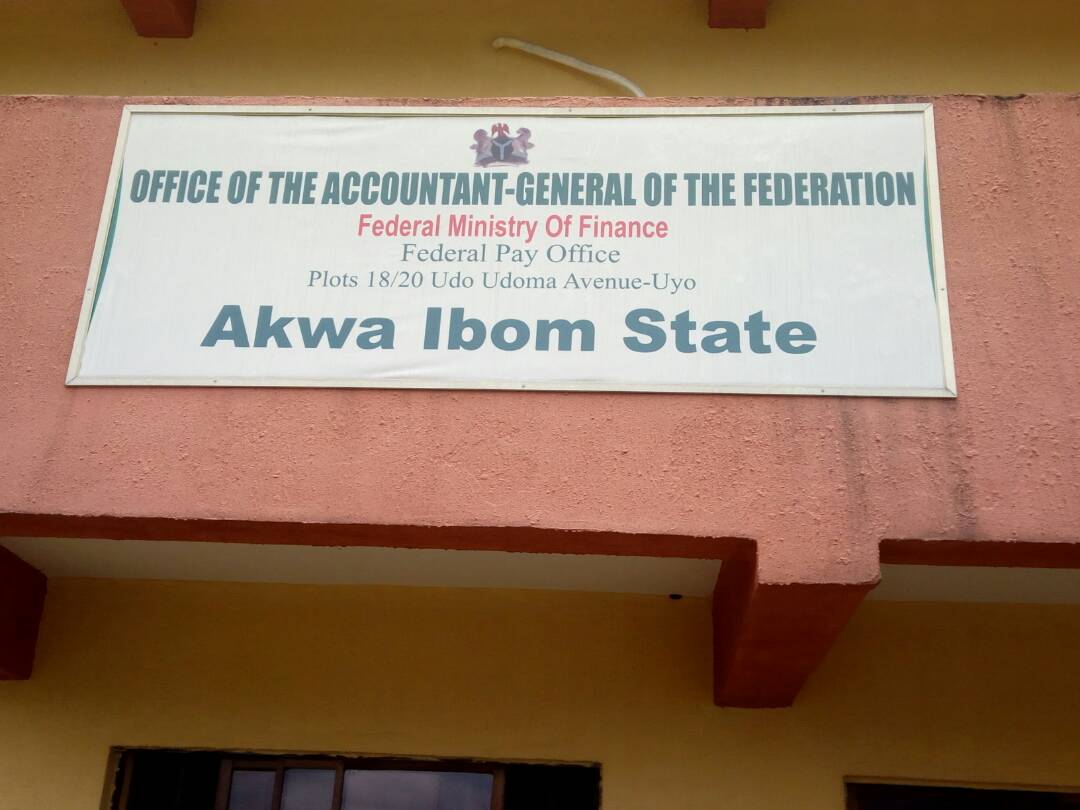 OFFICE OF THE ACCOUNTANT-GENERAL OF THE FEDERATION
Federal Ministry Of Finance
Federal Pay Office
Plots 18/20 Udo Udoma Avenue-Uyo
Akwa Ibom State